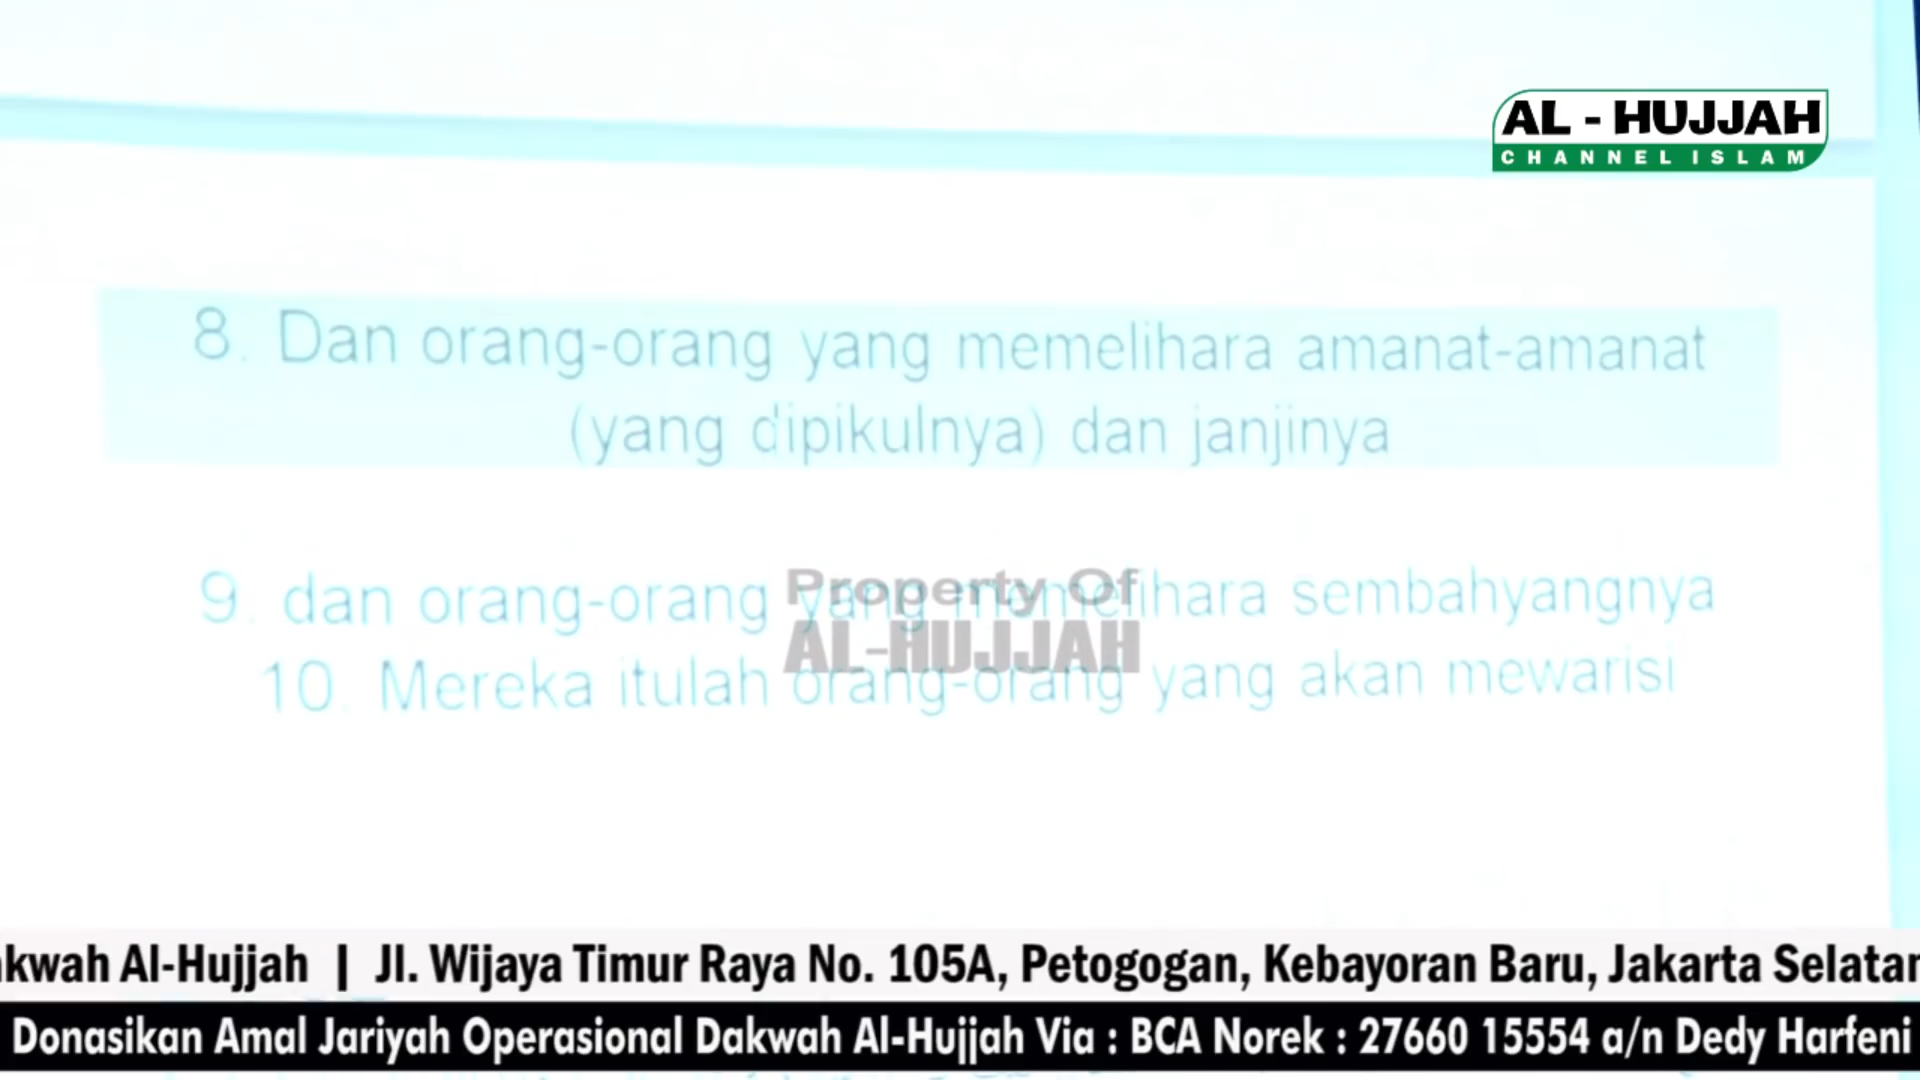 AL - HUJJAH
CHANNEL ISLAM
8. Dan orang-orang yang memelihara amanat-amanat
(yang dipikulnya) dan janjinya
9. dan orang-orang yang memelihara sembahyangnya
Property Of
AL-HUJJAH
10. Mereka itulah orang-orang yang akan mewarisi
akwah Al-Hujjah | Jl. Wijaya Timur Raya No. 105A, Petogogan, Kebayoran Baru, Jakarta Selatan
Donasikan Amal Jariyah Operasional Dakwah Al-Hujjah Via : BCA Norek : 27660 15554 a/n Dedy Harfeni